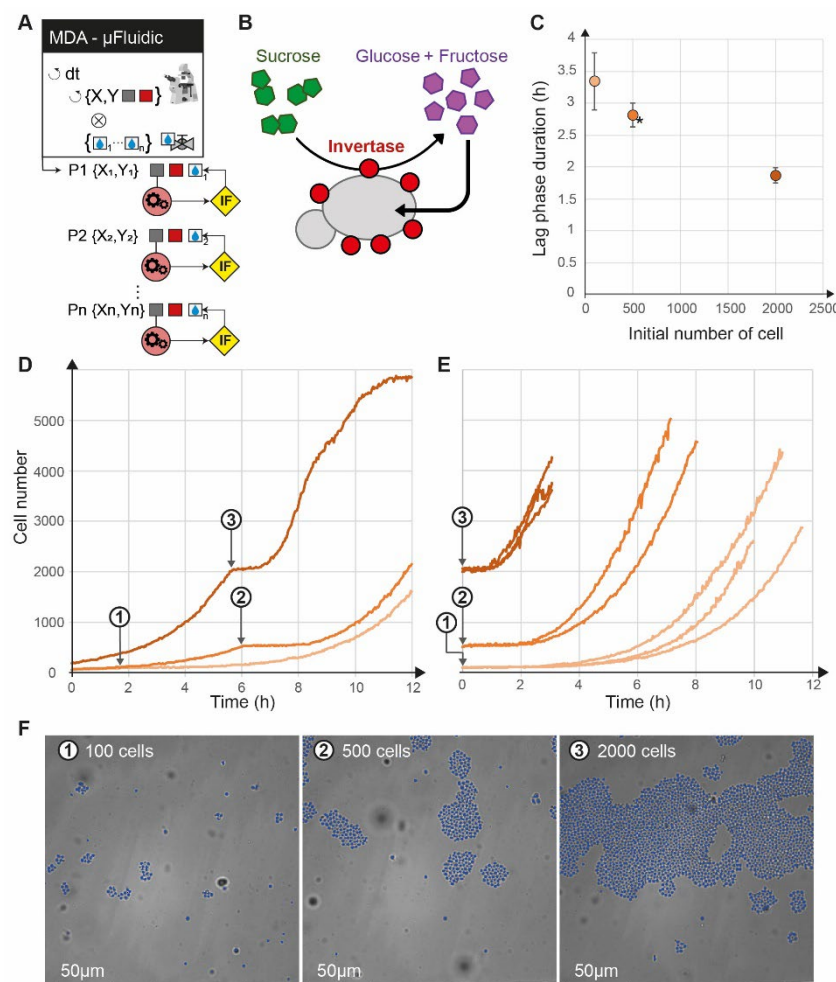 A
MDA - µFluidic
dt
{X,Y }
{ 1 ... n}
P1 {X₁,Y₁} 1
IF
P2 {X₂,Y₂} 2
IF
⋮
Pn {Xn,Yn} n
IF
B
Sucrose
Glucose + Fructose
Invertase
C
Lag phase duration (h)
4
3.5
3
2.5
2
1.5
1
0.5
0
*
0 500 1000 1500 2000 2500
Initial number of cell
D
Cell number
5000
4000
3000
2000
1000
0
1
2
3
0 2 4 6 8 10 12
Time (h)
E
3
2
1
0 2 4 6 8 10 12
Time (h)
F
1 100 cells
50µm
2 500 cells
50µm
3 2000 cells
50µm